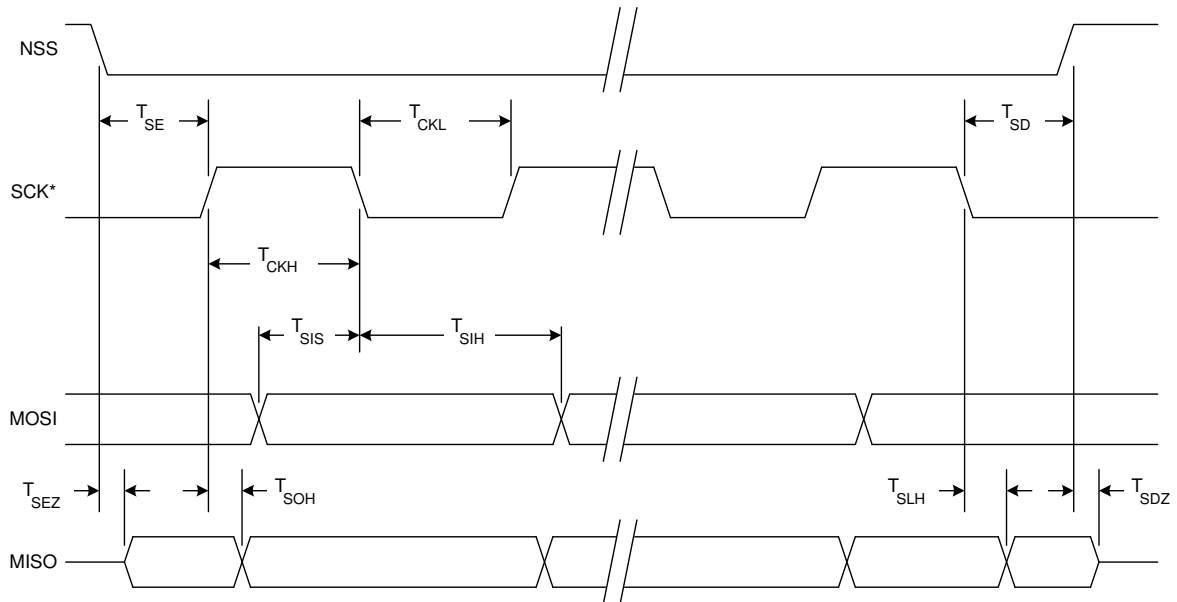 NSS
T_SE
T_CKL
T_SD
SCK*
T_CKH
T_SIS
T_SIH
MOSI
T_SEZ
T_SOH
T_SLH
T_SDZ
MISO